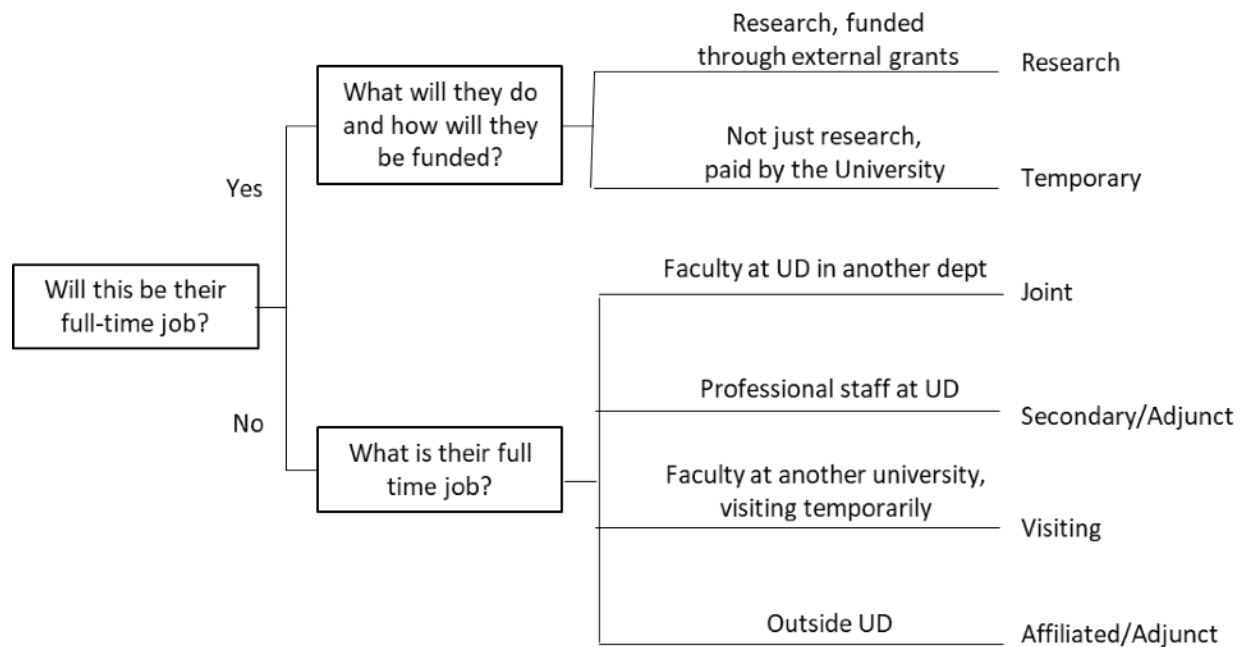 Research, funded
through external grants
Research
What will they do
and how will they
be funded?
Not just research,
paid by the University
Temporary
Yes
Will this be their
full-time job?
Faculty at UD in another dept
Joint
Professional staff at UD
Secondary/Adjunct
No
What is their full
time job?
Faculty at another university,
visiting temporarily
Visiting
Outside UD
Affiliated/Adjunct